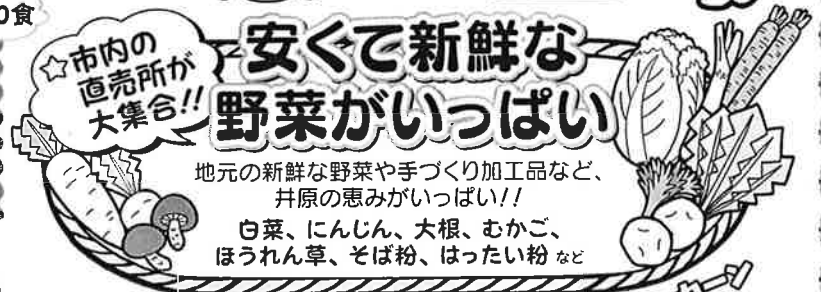 0食
☆市内の
直売所が
大集合!!
安くて新鮮な
野菜がいっぱい
地元の新鮮な野菜や手づくり加工品など、
井原の恵みがいっぱい!!
白菜、にんじん、大根、むかご、
ほうれん草、そば粉、はったい粉 など